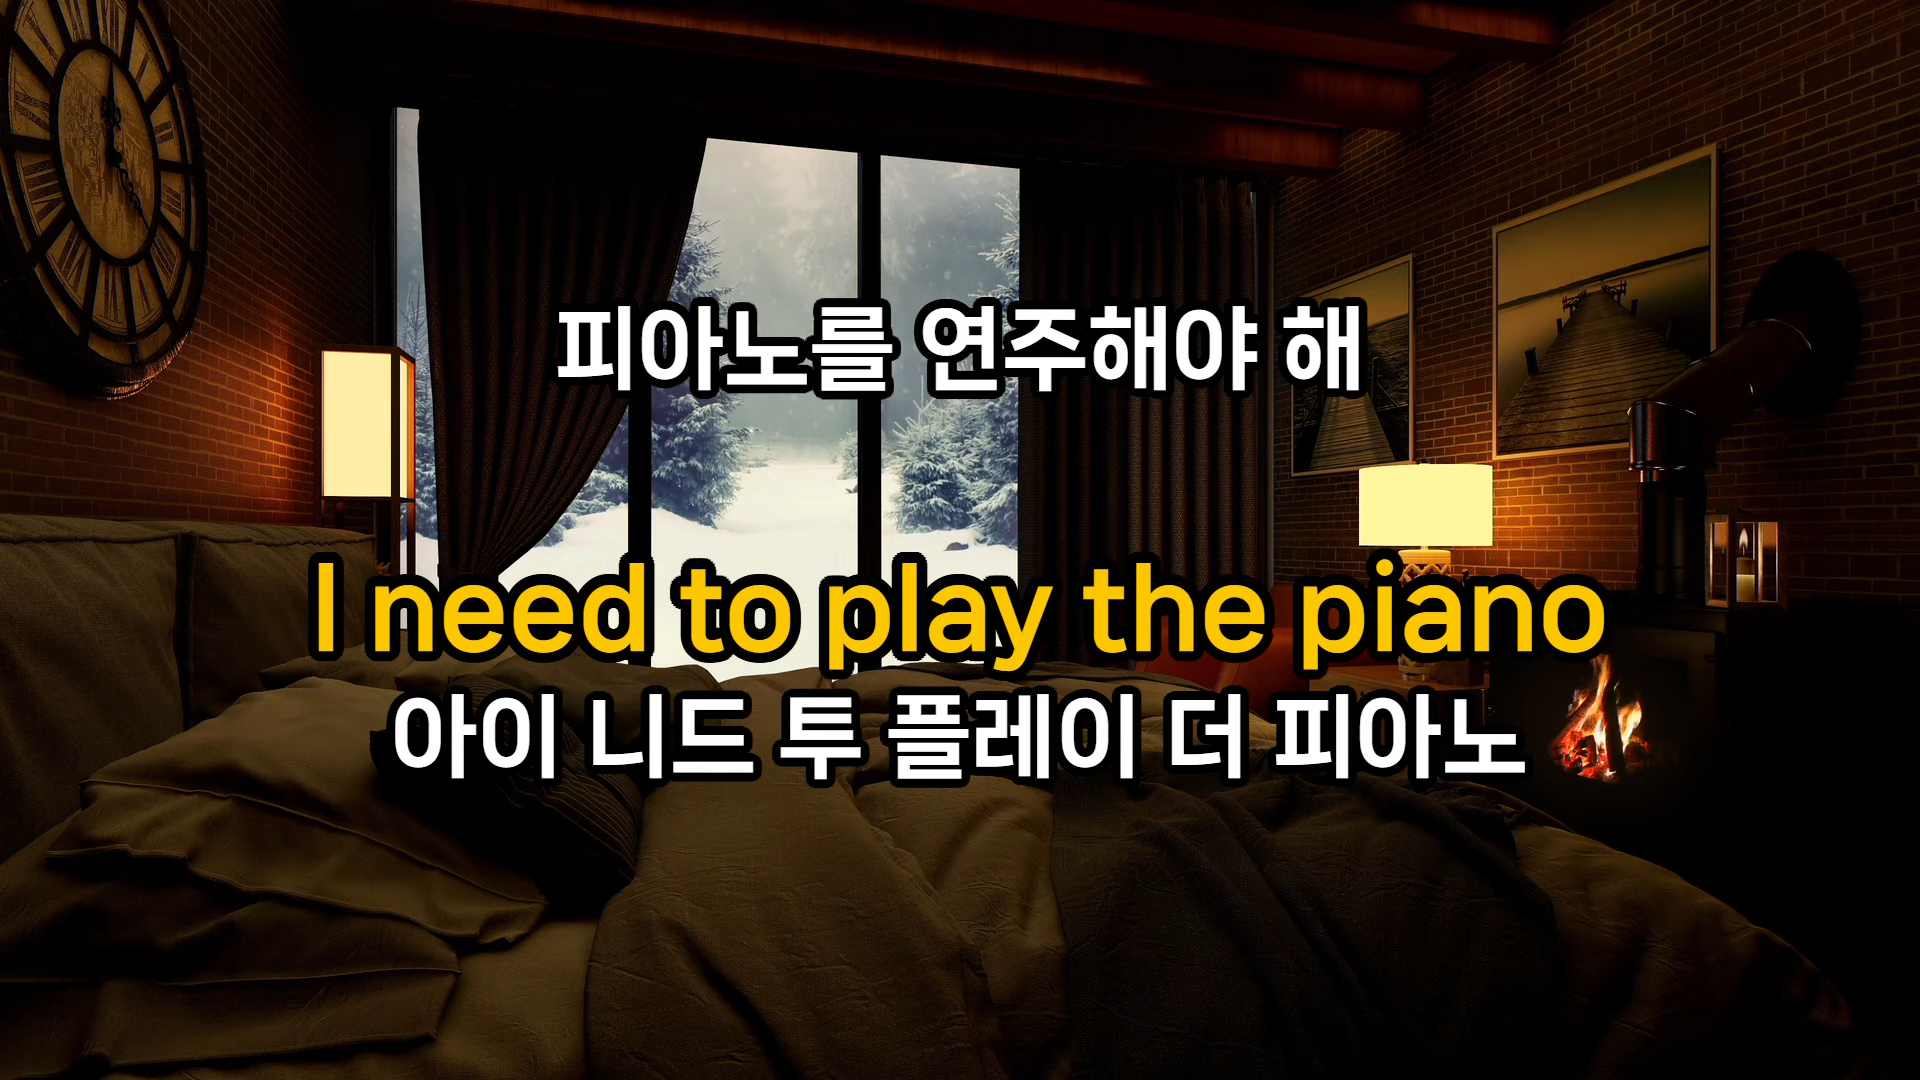 피아노를 연주해야 해
I need to play the piano
아이 니드 투 플레이 더 피아노